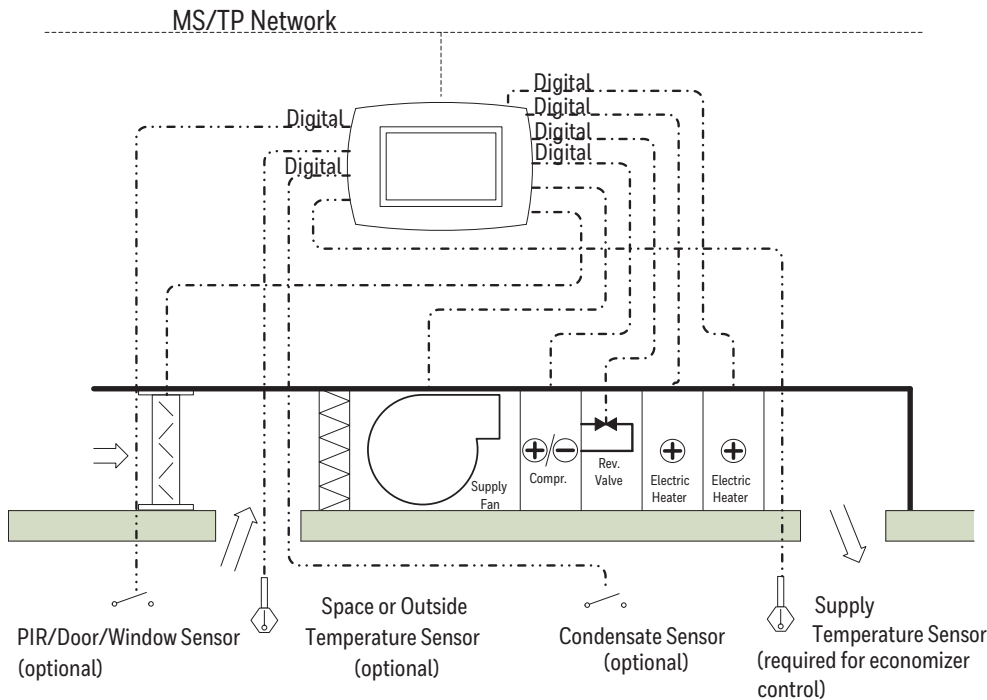 MS/TP Network
Digital
Digital
Digital
Digital
Digital
Digital
Supply
Fan
Compr.
Rev.
Valve
Electric
Heater
Electric
Heater
PIR/Door/Window Sensor
(optional)
Space or Outside
Temperature Sensor
(optional)
Condensate Sensor
(optional)
Supply
Temperature Sensor
(required for economizer
control)